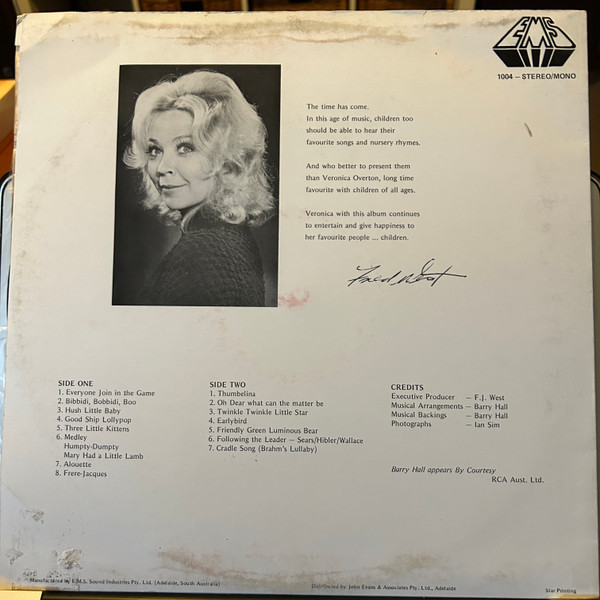 EMS
1004 — STEREO/MONO
The time has come.
In this age of music, children too
should be able to hear their
favourite songs and nursery rhymes.
And who better to present them
than Veronica Overton, long time
favourite with children of all ages.
Veronica with this album continues
to entertain and give happiness to
her favourite people ... children.
Fred West
SIDE ONE
1. Everyone Join in the Game
2. Bibbidi, Bobbidi, Boo
3. Hush Little Baby
4. Good Ship Lollypop
5. Three Little Kittens
6. Medley
Humpty-Dumpty
Mary Had a Little Lamb
7. Alouette
8. Frere-Jacques
SIDE TWO
1. Thumbelina
2. Oh Dear what can the matter be
3. Twinkle Twinkle Little Star
4. Earlybird
5. Friendly Green Luminous Bear
6. Following the Leader — Sears/Hibler/Wallace
7. Cradle Song (Brahm's Lullaby)
CREDITS
Executive Producer — F.J. West
Musical Arrangements — Barry Hall
Musical Backings — Barry Hall
Photographs — Ian Sim
Barry Hall appears By Courtesy
RCA Aust. Ltd.
Manufactured by E.M.S. Sound Industries Pty. Ltd. (Adelaide, South Australia)
Distributed by: John Evans & Associates Pty. Ltd., Adelaide
Star Printing